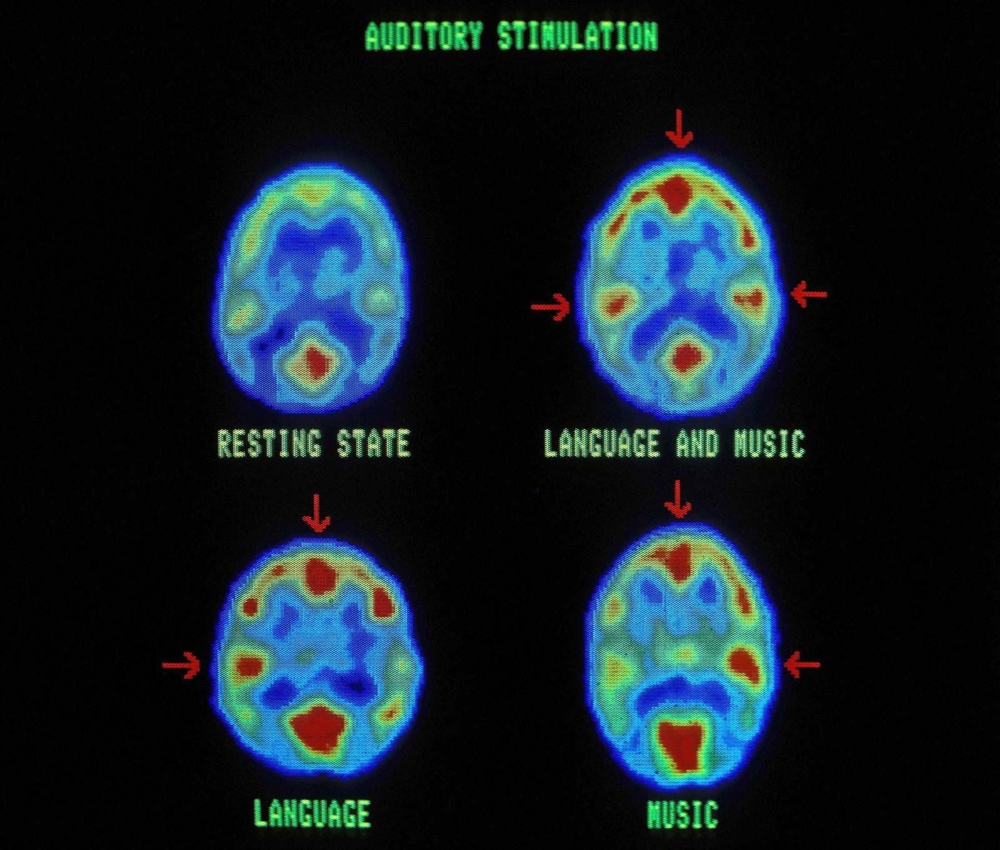 AUDITORY STIMULATION
RESTING STATE
LANGUAGE AND MUSIC
LANGUAGE
MUSIC